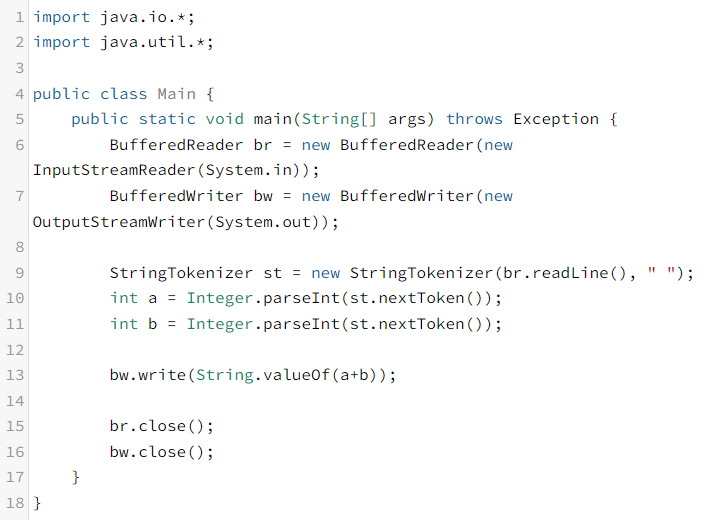 1 import java.io.*;
2 import java.util.*;
3
4 public class Main {
5     public static void main(String[] args) throws Exception {
6         BufferedReader br = new BufferedReader(new
InputStreamReader(System.in));
7         BufferedWriter bw = new BufferedWriter(new
OutputStreamWriter(System.out));
8
9         StringTokenizer st = new StringTokenizer(br.readLine(), " ");
10         int a = Integer.parseInt(st.nextToken());
11         int b = Integer.parseInt(st.nextToken());
12
13         bw.write(String.valueOf(a+b));
14
15         br.close();
16         bw.close();
17     }
18 }